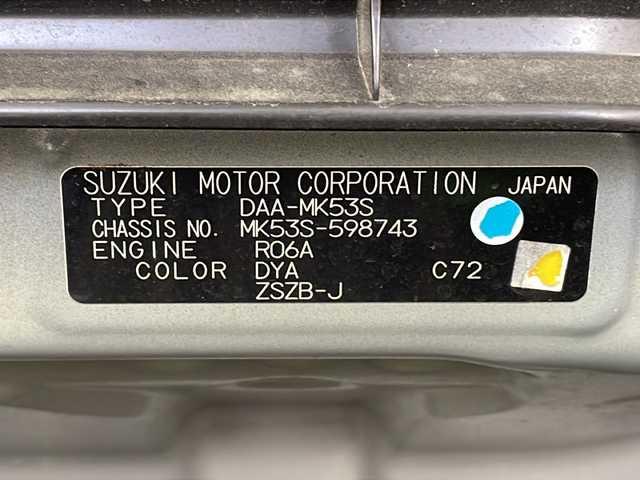 SUZUKI MOTOR CORPORATION JAPAN
TYPE DAA-MK53S
CHASSIS NO. MK53S-598743
ENGINE R06A
COLOR DYA C72
ZSZB-J